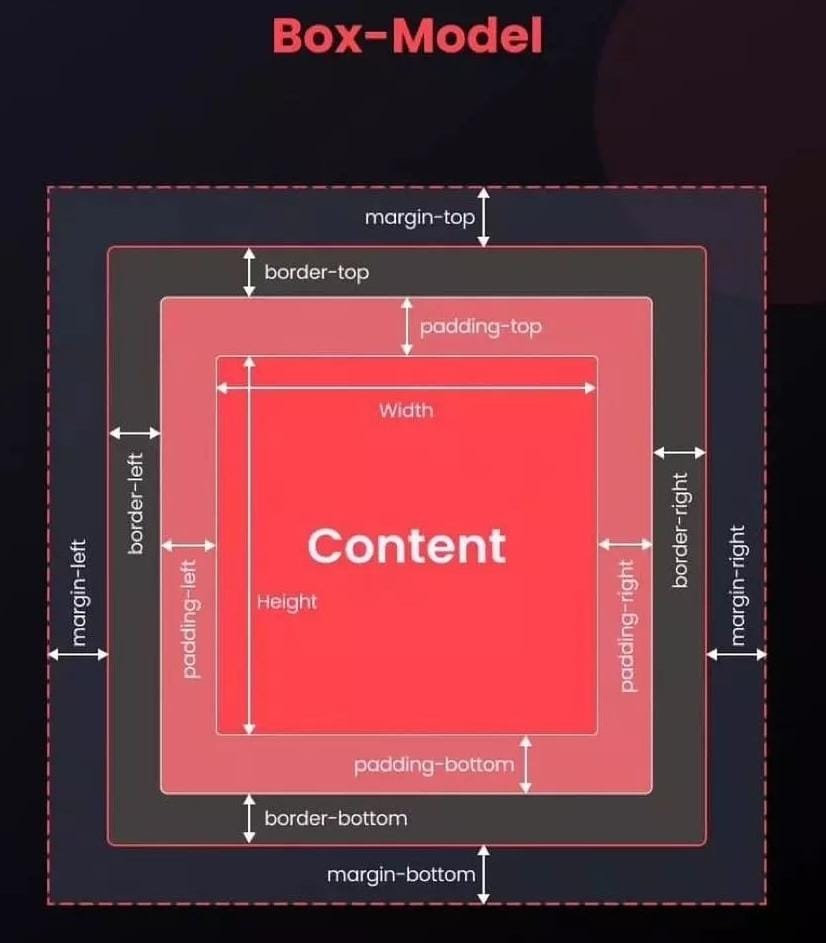 Box-Model
margin-top
border-top
padding-top
Width
border-left
border-right
Content
margin-left
margin-right
padding-left
padding-right
Height
padding-bottom
border-bottom
margin-bottom